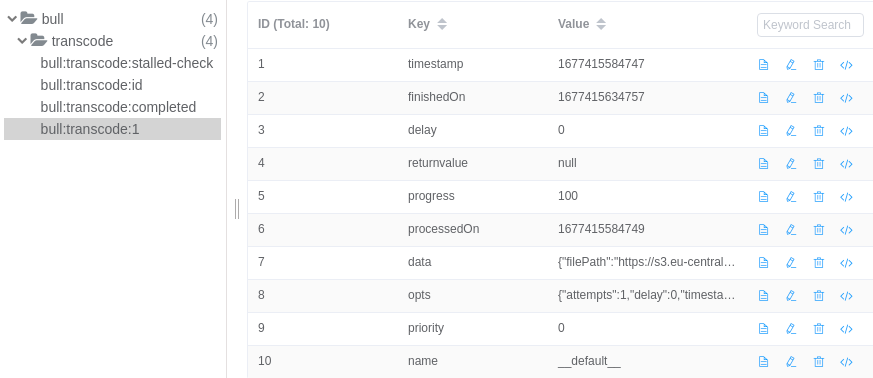 bull (4)
transcode (4)
bull:transcode:stalled-check
bull:transcode:id
bull:transcode:completed
bull:transcode:1
ID (Total: 10) Key Value Keyword Search
1 timestamp 1677415584747
2 finishedOn 1677415634757
3 delay 0
4 returnvalue null
5 progress 100
6 processedOn 1677415584749
7 data {"filePath":"https://s3.eu-central…
8 opts {"attempts":1,"delay":0,"timesta…
9 priority 0
10 name __default__